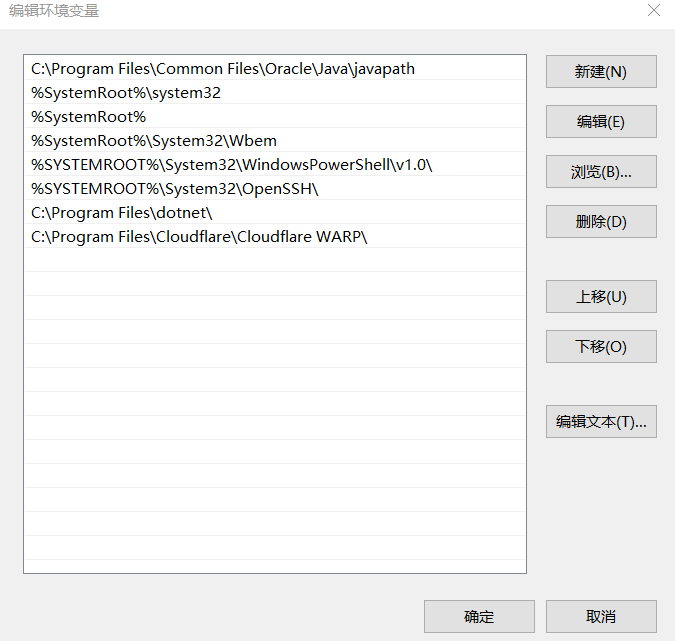 编辑环境变量
C:\Program Files\Common Files\Oracle\Java\javapath
%SystemRoot%\system32
%SystemRoot%
%SystemRoot%\System32\Wbem
%SYSTEMROOT%\System32\WindowsPowerShell\v1.0\
%SYSTEMROOT%\System32\OpenSSH\
C:\Program Files\dotnet\
C:\Program Files\Cloudflare\Cloudflare WARP\
新建(N)
编辑(E)
浏览(B)...
删除(D)
上移(U)
下移(O)
编辑文本(T)...
确定
取消